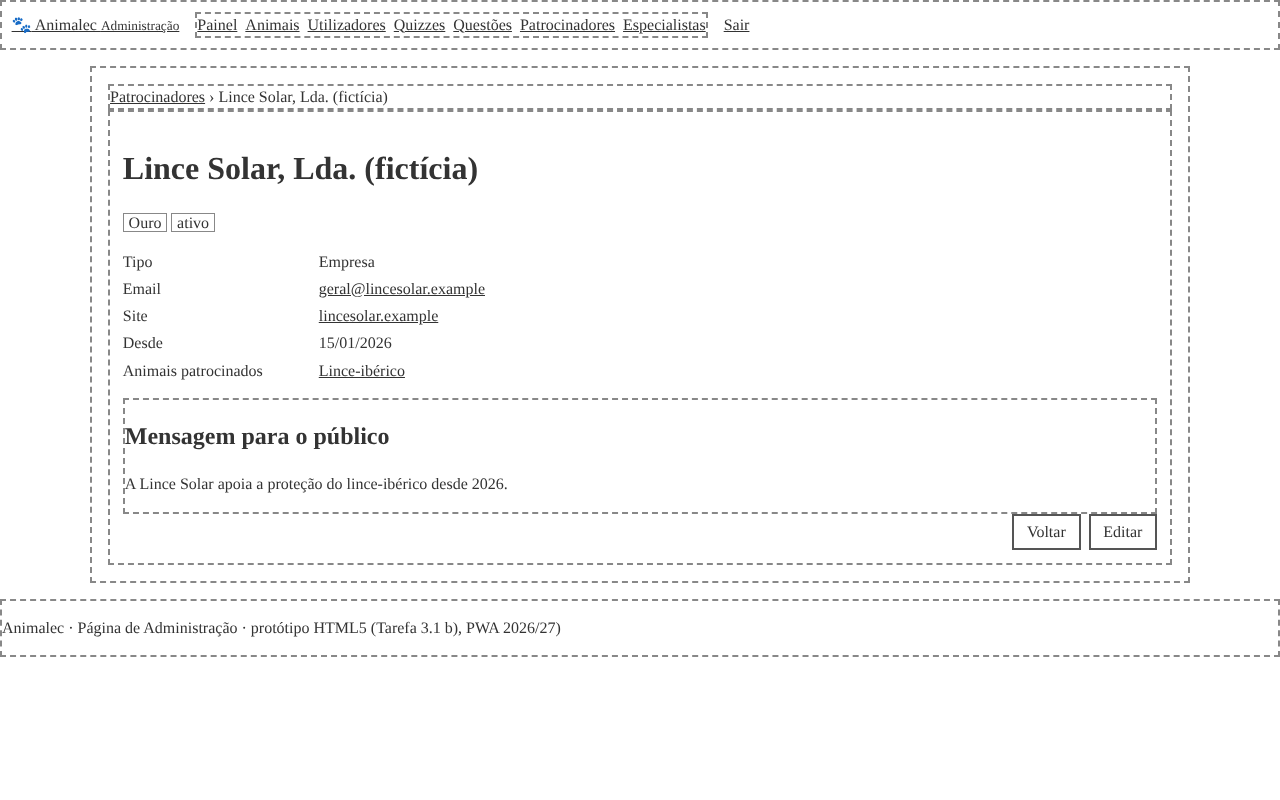 🐾 Animalec Administração Painel Animais Utilizadores Quizzes Questões Patrocinadores Especialistas Sair
Patrocinadores › Lince Solar, Lda. (fictícia)
Lince Solar, Lda. (fictícia)
Ouro ativo
Tipo Empresa
Email geral@lincesolar.example
Site lincesolar.example
Desde 15/01/2026
Animais patrocinados Lince-ibérico
Mensagem para o público
A Lince Solar apoia a proteção do lince-ibérico desde 2026.
Voltar Editar
Animalec · Página de Administração · protótipo HTML5 (Tarefa 3.1 b), PWA 2026/27)